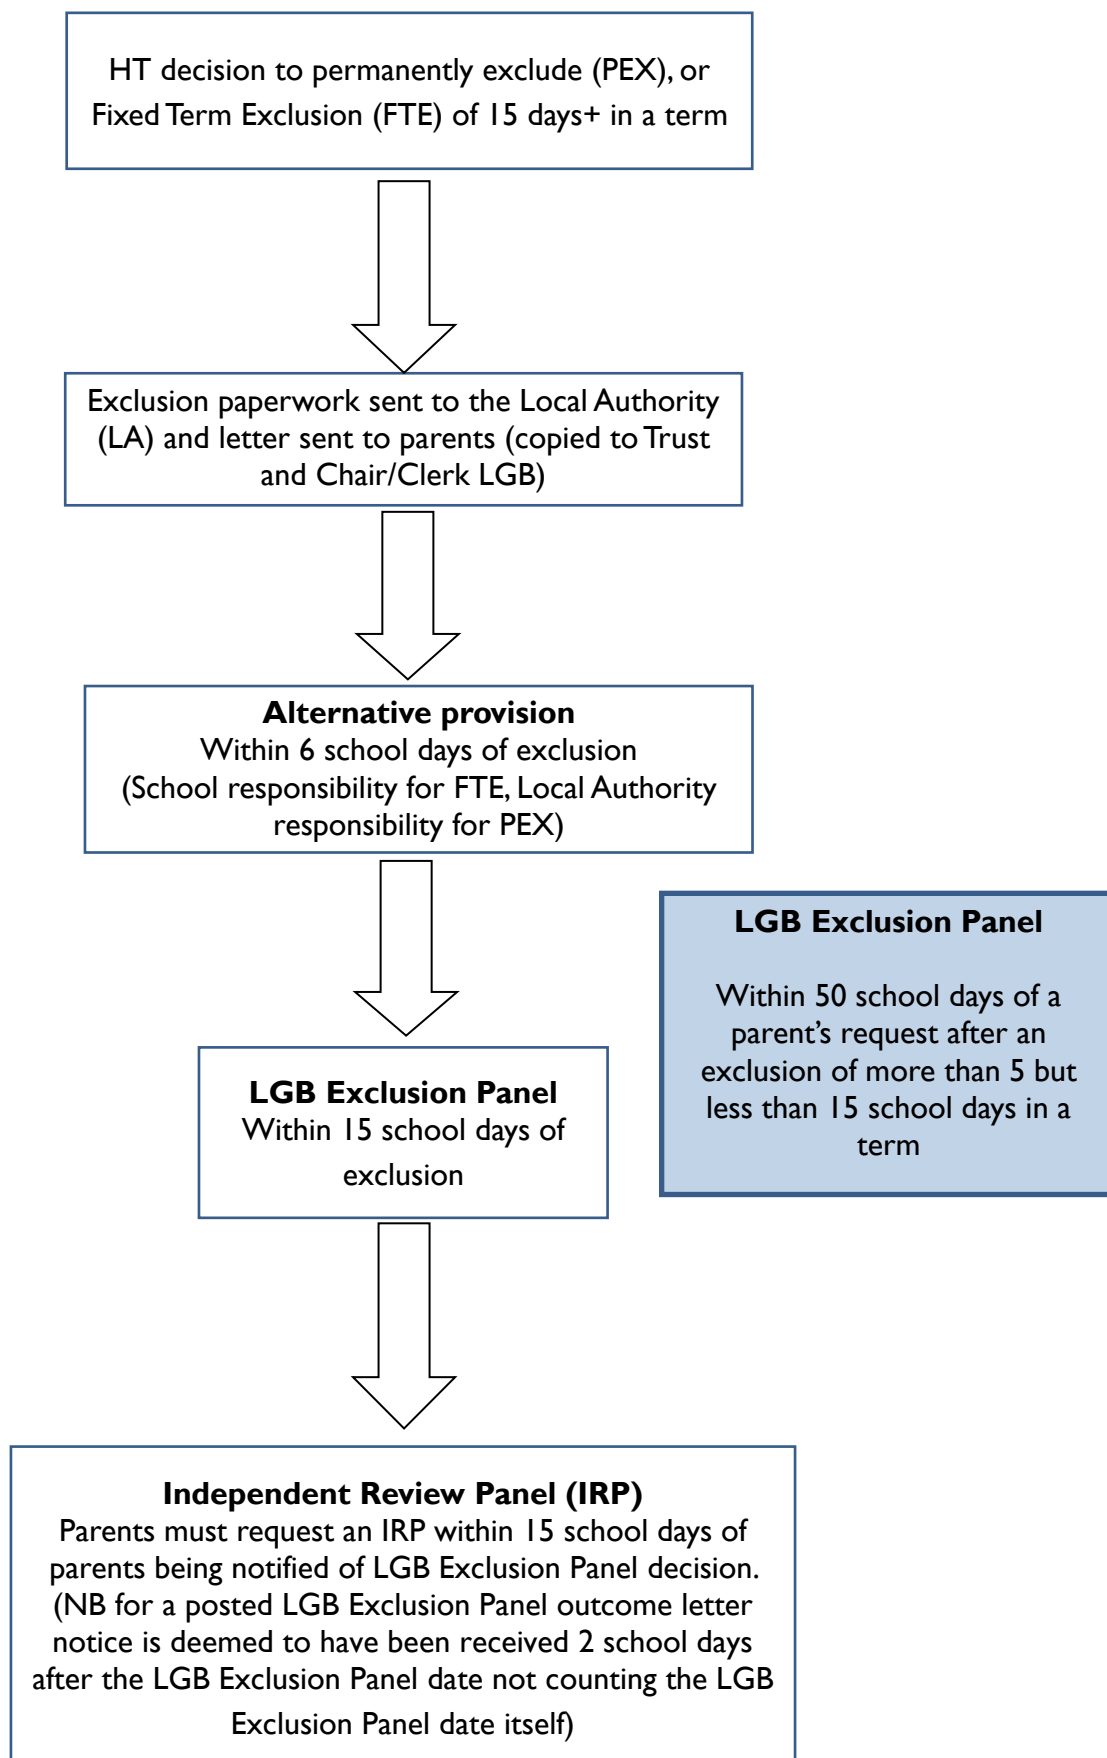 HT decision to permanently exclude (PEX), or
Fixed Term Exclusion (FTE) of 15 days+ in a term
Exclusion paperwork sent to the Local Authority
(LA) and letter sent to parents (copied to Trust
and Chair/Clerk LGB)
Alternative provision
Within 6 school days of exclusion
(School responsibility for FTE, Local Authority
responsibility for PEX)
LGB Exclusion Panel
Within 50 school days of a
parent’s request after an
exclusion of more than 5 but
less than 15 school days in a
term
LGB Exclusion Panel
Within 15 school days of
exclusion
Independent Review Panel (IRP)
Parents must request an IRP within 15 school days of
parents being notified of LGB Exclusion Panel decision.
(NB for a posted LGB Exclusion Panel outcome letter
notice is deemed to have been received 2 school days
after the LGB Exclusion Panel date not counting the LGB
Exclusion Panel date itself)